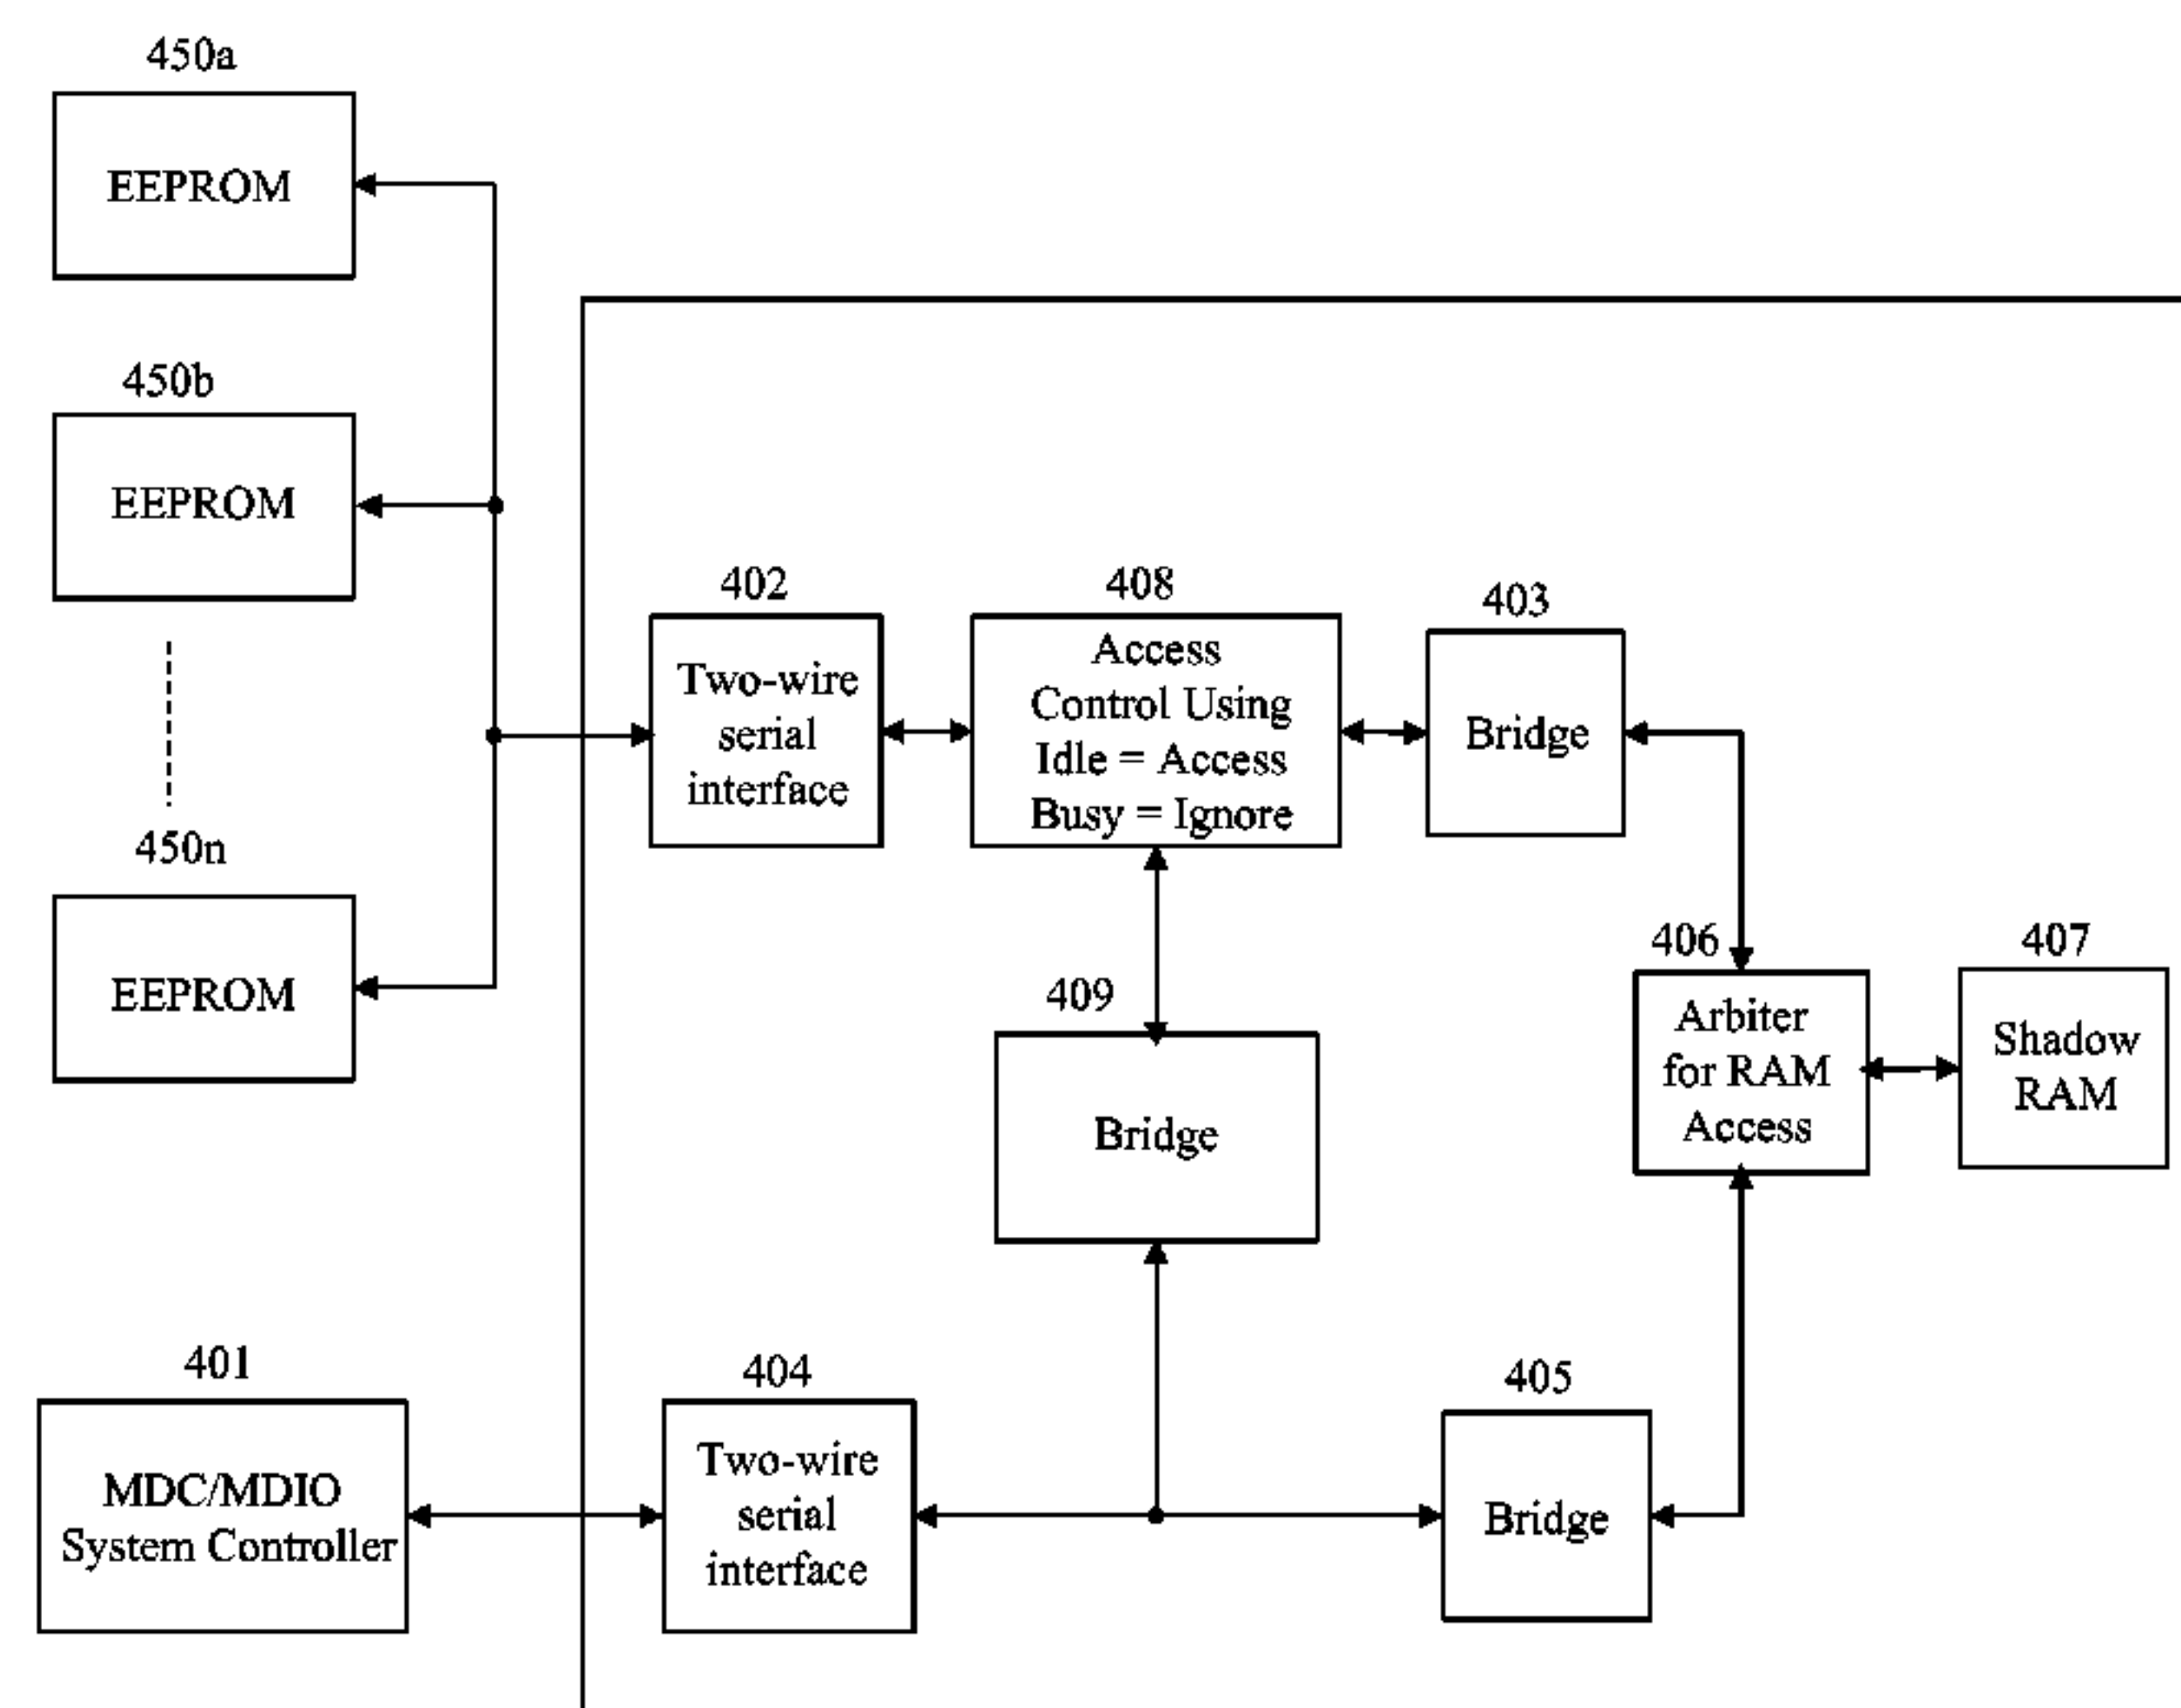 450a
EEPROM
450b
EEPROM
450n
EEPROM
402
Two-wire
serial
interface
408
Access
Control Using
Idle = Access
Busy = Ignore
403
Bridge
409
Bridge
406
Arbiter
for RAM
Access
407
Shadow
RAM
401
MDC/MDIO
System Controller
404
Two-wire
serial
interface
405
Bridge